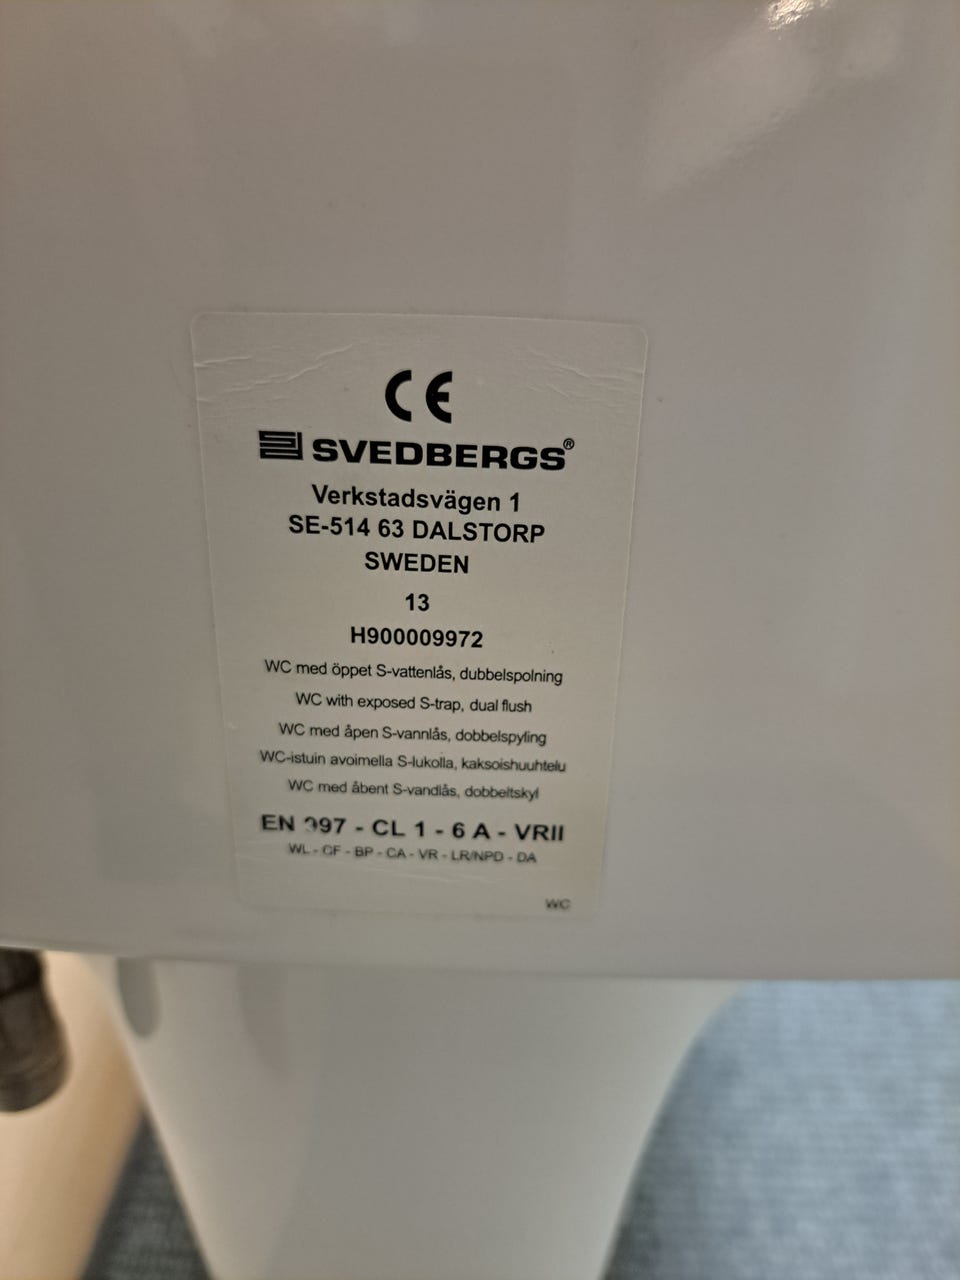 CE
SVEDBERGS®
Verkstadsvägen 1
SE-514 63 DALSTORP
SWEDEN
13
H900009972
WC med öppet S-vattenlås, dubbelspolning
WC with exposed S-trap, dual flush
WC med åpen S-vannlås, dobbelspyling
WC-istuin avoimella S-lukolla, kaksoishuuhtelu
WC med åbent S-vandlås, dobbeltskyl
EN 997 - CL 1 - 6 A - VRII
WL - CF - BP - CA - VR - LR/NPD - DA
WC